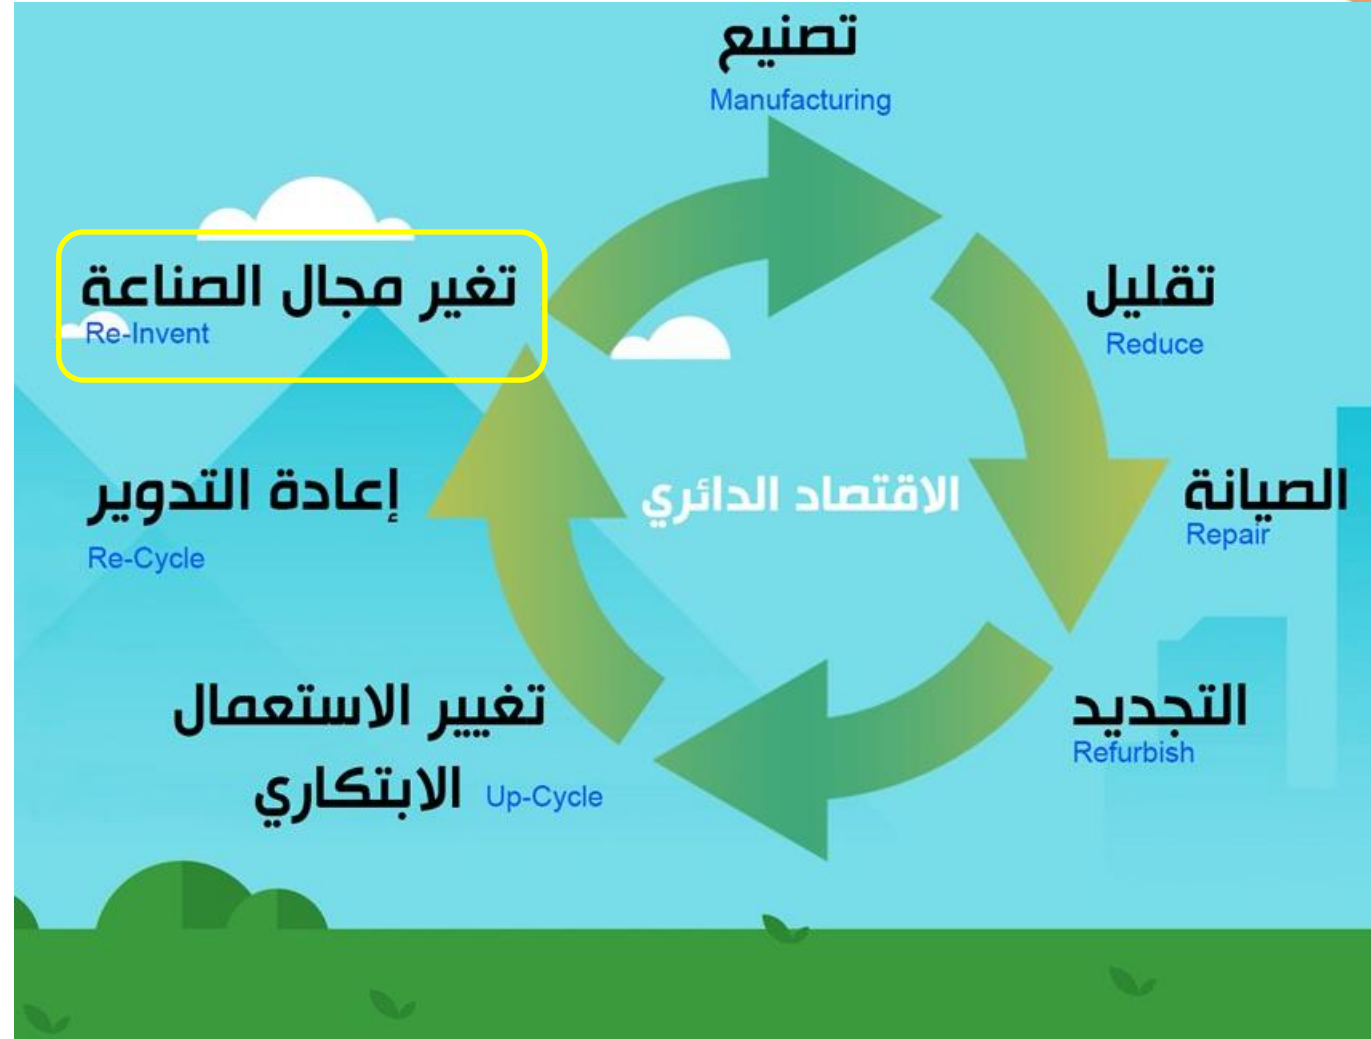 تصنيع
Manufacturing
تقليل
Reduce
الصيانة
Repair
التجديد
Refurbish
تغيير الاستعمال
الابتكاري Up-Cycle
إعادة التدوير
Re-Cycle
تغير مجال الصناعة
Re-Invent
الاقتصاد الدائري